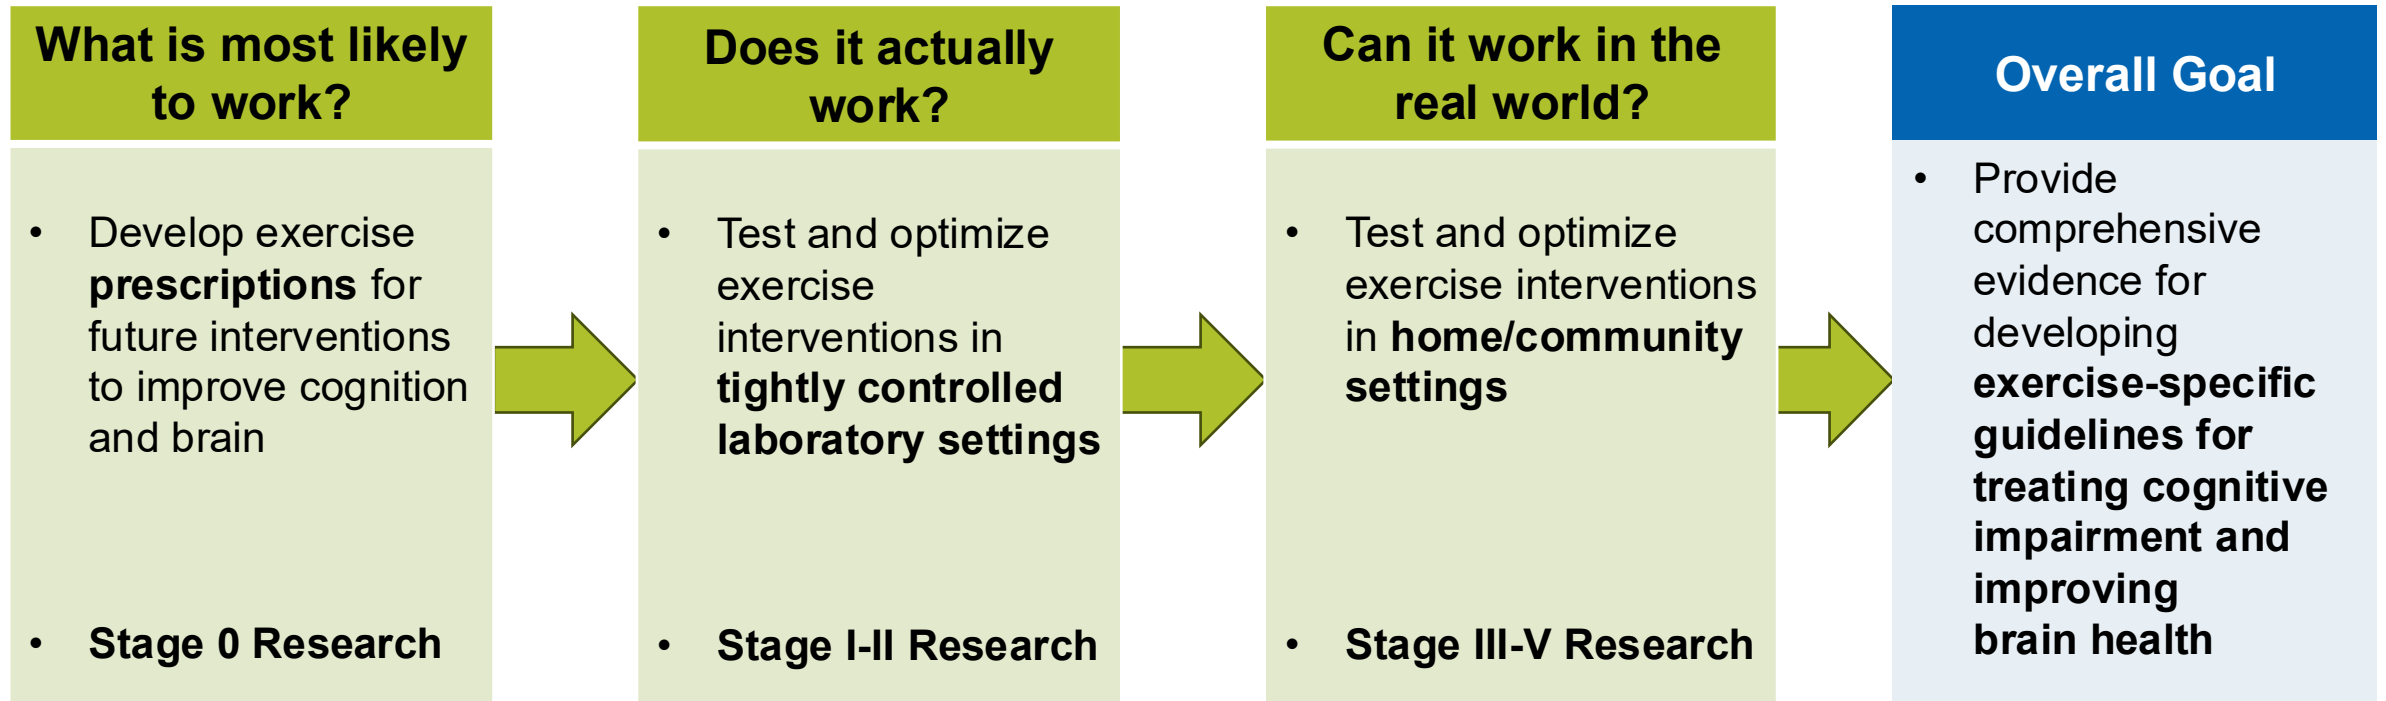 What is most likely
to work?
• Develop exercise
prescriptions for
future interventions
to improve cognition
and brain
• Stage 0 Research
Does it actually
work?
• Test and optimize
exercise
interventions in
tightly controlled
laboratory settings
• Stage I-II Research
Can it work in the
real world?
• Test and optimize
exercise interventions
in home/community
settings
• Stage III-V Research
Overall Goal
• Provide
comprehensive
evidence for
developing
exercise-specific
guidelines for
treating cognitive
impairment and
improving
brain health